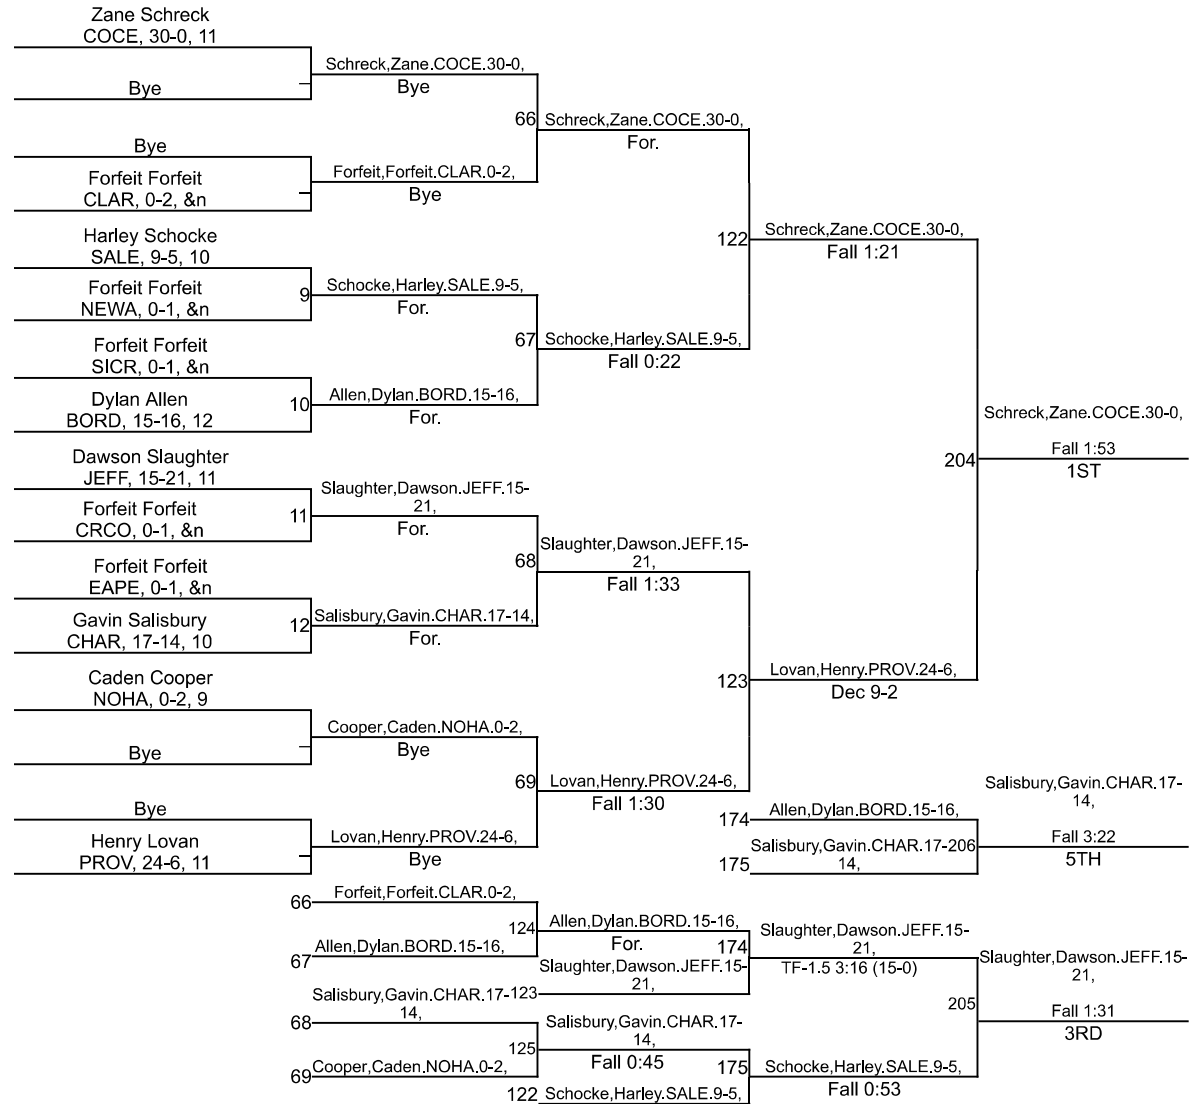 Zane Schreck
COCE, 30-0, 11
Bye
Schreck,Zane.COCE.30-0,
Bye
Bye
Forfeit Forfeit
CLAR, 0-2, &n
Forfeit,Forfeit.CLAR.0-2,
Bye
66
Schreck,Zane.COCE.30-0,
For.
Harley Schocke
SALE, 9-5, 10
Forfeit Forfeit
NEWA, 0-1, &n
9
Schocke,Harley.SALE.9-5,
For.
Forfeit Forfeit
SICR, 0-1, &n
Dylan Allen
BORD, 15-16, 12
10
Allen,Dylan.BORD.15-16,
For.
67
Schocke,Harley.SALE.9-5,
Fall 0:22
122
Schreck,Zane.COCE.30-0,
Fall 1:21
Dawson Slaughter
JEFF, 15-21, 11
Forfeit Forfeit
CRCO, 0-1, &n
11
Slaughter,Dawson.JEFF.15-
21,
For.
Forfeit Forfeit
EAPE, 0-1, &n
Gavin Salisbury
CHAR, 17-14, 10
12
Salisbury,Gavin.CHAR.17-14,
For.
68
Slaughter,Dawson.JEFF.15-
21,
Fall 1:33
Caden Cooper
NOHA, 0-2, 9
Bye
Cooper,Caden.NOHA.0-2,
Bye
Bye
Henry Lovan
PROV, 24-6, 11
Lovan,Henry.PROV.24-6,
Bye
69
Lovan,Henry.PROV.24-6,
Fall 1:30
123
Lovan,Henry.PROV.24-6,
Dec 9-2
204
Schreck,Zane.COCE.30-0,
Fall 1:53
1ST
174
Allen,Dylan.BORD.15-16,
175
Salisbury,Gavin.CHAR.17-
14,
206
Salisbury,Gavin.CHAR.17-
14,
Fall 3:22
5TH
66
Forfeit,Forfeit.CLAR.0-2,
67
Allen,Dylan.BORD.15-16,
124
Allen,Dylan.BORD.15-16,
For.
123
Slaughter,Dawson.JEFF.15-
21,
174
Slaughter,Dawson.JEFF.15-
21,
TF-1.5 3:16 (15-0)
68
Salisbury,Gavin.CHAR.17-
14,
69
Cooper,Caden.NOHA.0-2,
125
Salisbury,Gavin.CHAR.17-
14,
Fall 0:45
122
Schocke,Harley.SALE.9-5,
175
Schocke,Harley.SALE.9-5,
Fall 0:53
205
Slaughter,Dawson.JEFF.15-
21,
Fall 1:31
3RD